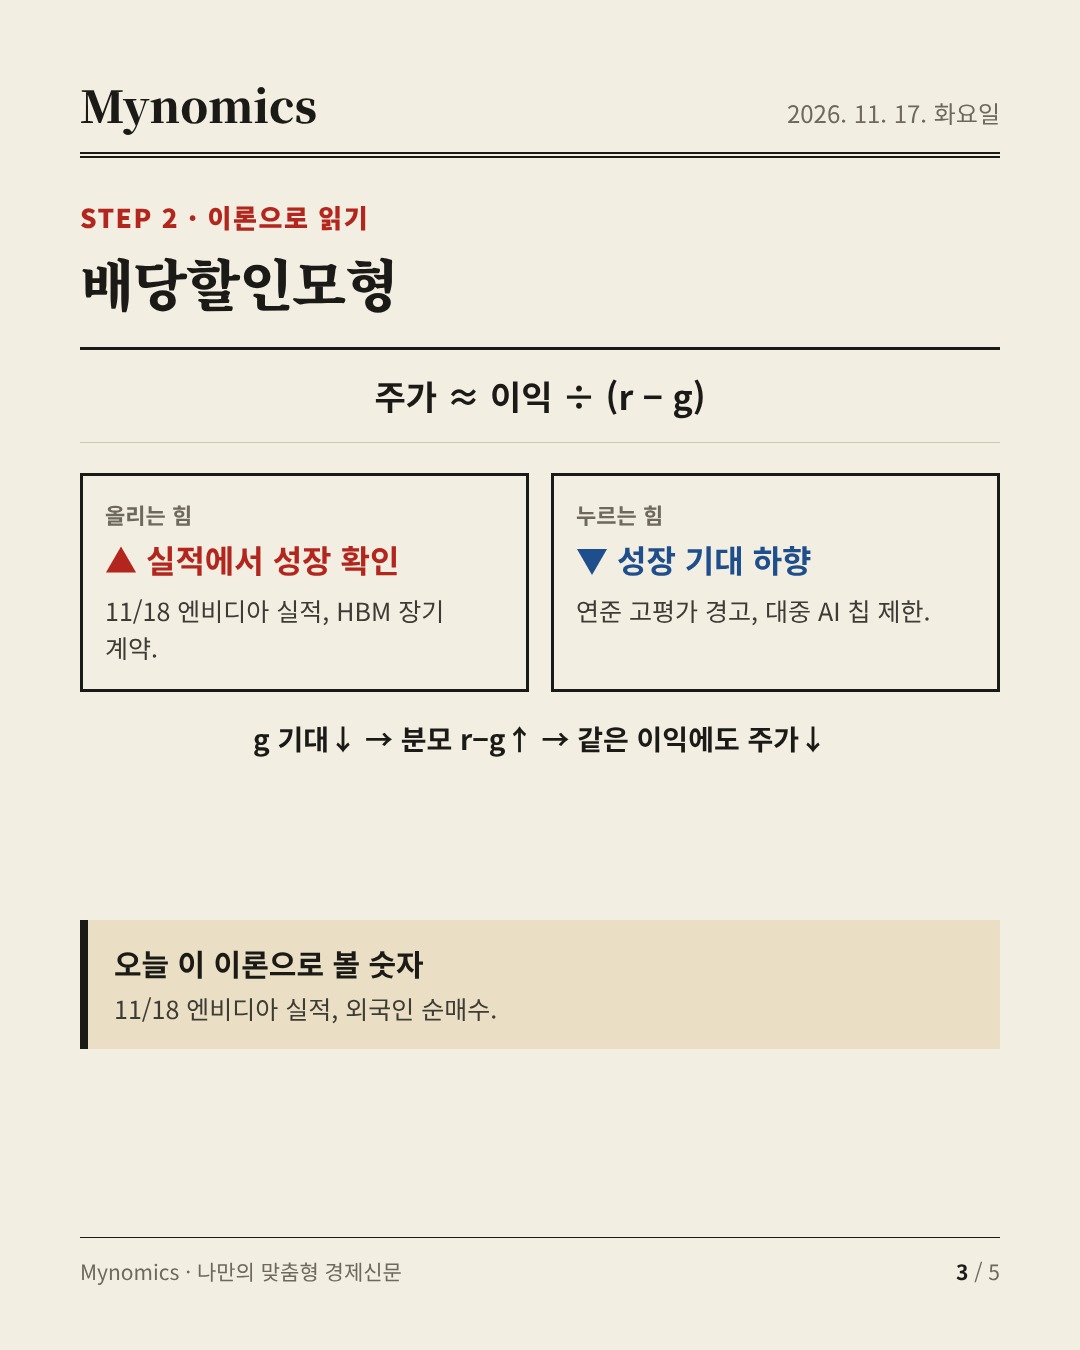 Mynomics
2026. 11. 17. 화요일
STEP 2 · 이론으로 읽기
배당할인모형
주가 ≈ 이익 ÷ (r − g)
올리는 힘
▲ 실적에서 성장 확인
11/18 엔비디아 실적, HBM 장기
계약.
누르는 힘
▼ 성장 기대 하향
연준 고평가 경고, 대중 AI 칩 제한.
g 기대↓ → 분모 r−g↑ → 같은 이익에도 주가↓
오늘 이 이론으로 볼 숫자
11/18 엔비디아 실적, 외국인 순매수.
Mynomics · 나만의 맞춤형 경제신문
3 / 5